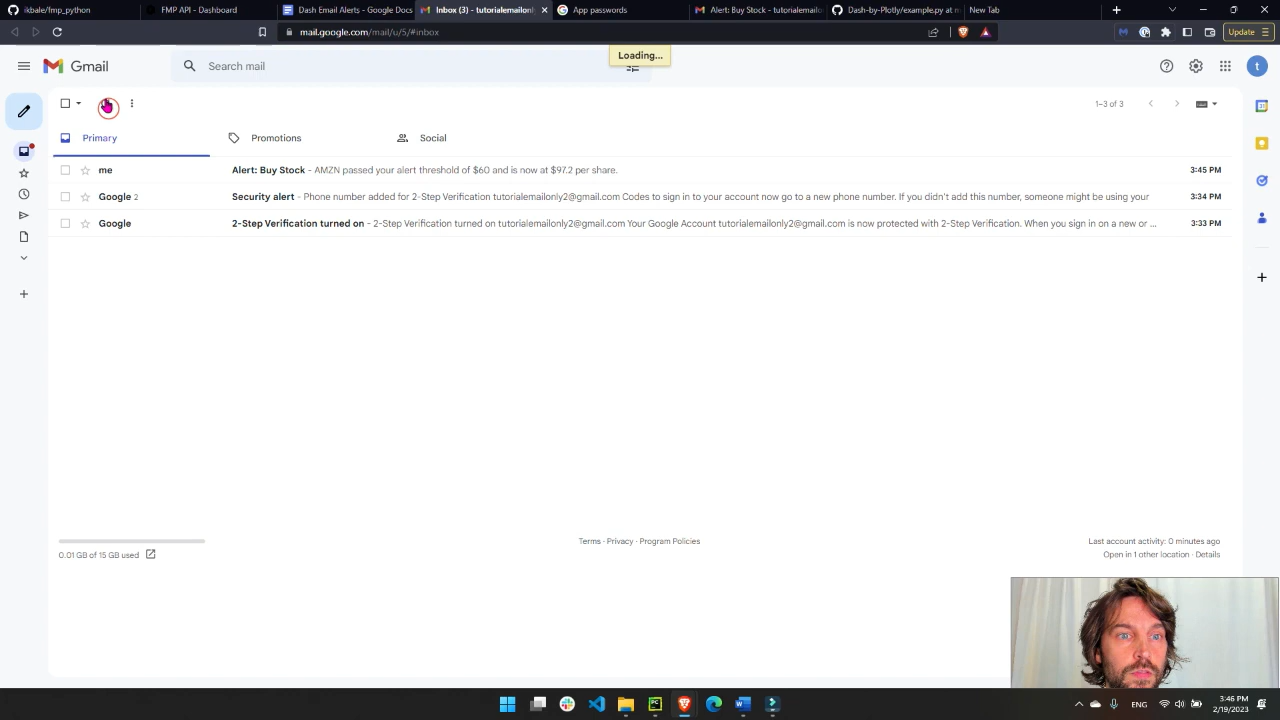 ikbale/fmp_python
FMP API - Dashboard
Dash Email Alerts - Google Docs
Inbox (3) - tutorialemailonly
App passwords
Alert: Buy Stock - tutorialemailo
Dash-by-Plotly/example.py at m
New Tab
mail.google.com/mail/u/5/#inbox
Update
Loading...
Gmail
Search mail
t
1–3 of 3
Primary
Promotions
Social
me Alert: Buy Stock - AMZN passed your alert threshold of $60 and is now at $97.2 per share. 3:45 PM
Google 2 Security alert - Phone number added for 2-Step Verification tutorialemailonly2@gmail.com Codes to sign in to your account now go to a new phone number. If you didn't add this number, someone might be using your 3:34 PM
Google 2-Step Verification turned on - 2-Step Verification turned on tutorialemailonly2@gmail.com Your Google Account tutorialemailonly2@gmail.com is now protected with 2-Step Verification. When you sign in on a new or ... 3:33 PM
0.01 GB of 15 GB used
Terms · Privacy · Program Policies
Last account activity: 0 minutes ago
Open in 1 other location · Details
ENG
3:46 PM
2/19/2023